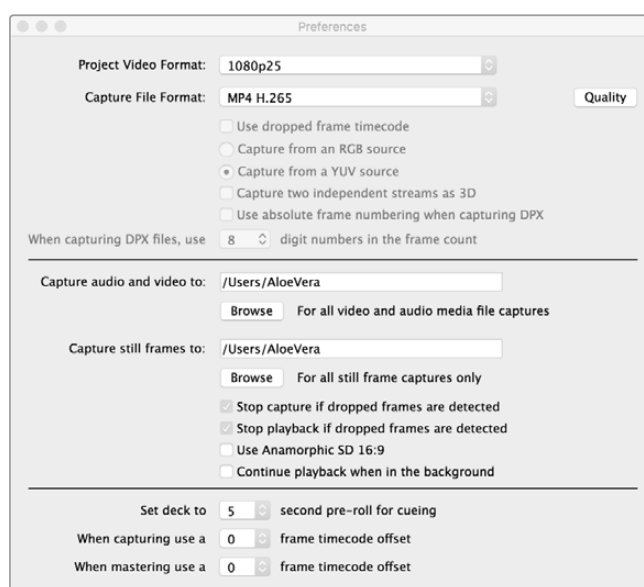 Preferences
Project Video Format: 1080p25
Capture File Format: MP4 H.265 Quality
Use dropped frame timecode
Capture from an RGB source
Capture from a YUV source
Capture two independent streams as 3D
Use absolute frame numbering when capturing DPX
When capturing DPX files, use 8 digit numbers in the frame count
Capture audio and video to: /Users/AloeVera
Browse For all video and audio media file captures
Capture still frames to: /Users/AloeVera
Browse For all still frame captures only
Stop capture if dropped frames are detected
Stop playback if dropped frames are detected
Use Anamorphic SD 16:9
Continue playback when in the background
Set deck to 5 second pre-roll for cueing
When capturing use a 0 frame timecode offset
When mastering use a 0 frame timecode offset